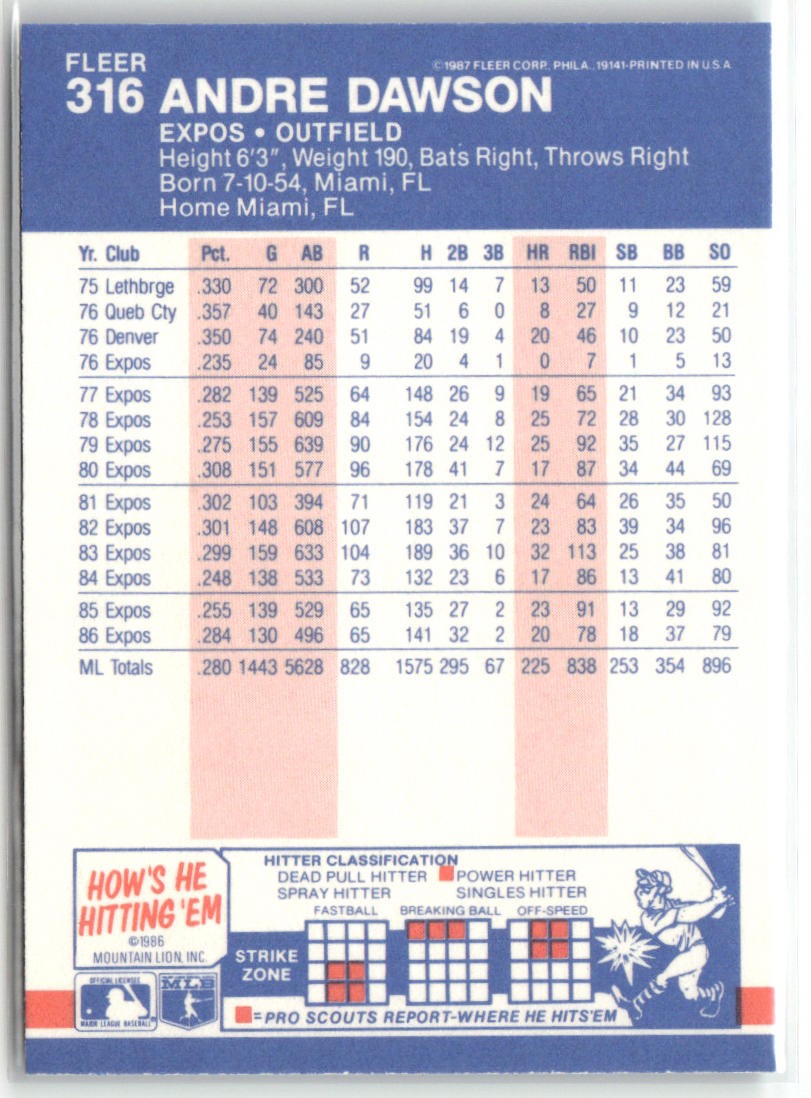 FLEER
©1987 FLEER CORP. PHILA., 19141-PRINTED IN U.S.A.
316 ANDRE DAWSON
EXPOS • OUTFIELD
Height 6'3", Weight 190, Bats Right, Throws Right
Born 7-10-54, Miami, FL
Home Miami, FL
Yr. Club Pct. G AB R H 2B 3B HR RBI SB BB SO
75 Lethbrge .330 72 300 52 99 14 7 13 50 11 23 59
76 Queb Cty .357 40 143 27 51 6 0 8 27 9 12 21
76 Denver .350 74 240 51 84 19 4 20 46 10 23 50
76 Expos .235 24 85 9 20 4 1 0 7 1 5 13
77 Expos .282 139 525 64 148 26 9 19 65 21 34 93
78 Expos .253 157 609 84 154 24 8 25 72 28 30 128
79 Expos .275 155 639 90 176 24 12 25 92 35 27 115
80 Expos .308 151 577 96 178 41 7 17 87 34 44 69
81 Expos .302 103 394 71 119 21 3 24 64 26 35 50
82 Expos .301 148 608 107 183 37 7 23 83 39 34 96
83 Expos .299 159 633 104 189 36 10 32 113 25 38 81
84 Expos .248 138 533 73 132 23 6 17 86 13 41 80
85 Expos .255 139 529 65 135 27 2 23 91 13 29 92
86 Expos .284 130 496 65 141 32 2 20 78 18 37 79
ML Totals .280 1443 5628 828 1575 295 67 225 838 253 354 896
HOW'S HE
HITTING 'EM
©1986
MOUNTAIN LION, INC.
OFFICIAL LICENSEE
MAJOR LEAGUE BASEBALL
MLB
HITTER CLASSIFICATION
DEAD PULL HITTER POWER HITTER
SPRAY HITTER SINGLES HITTER
FASTBALL BREAKING BALL OFF-SPEED
STRIKE
ZONE
= PRO SCOUTS REPORT-WHERE HE HITS'EM